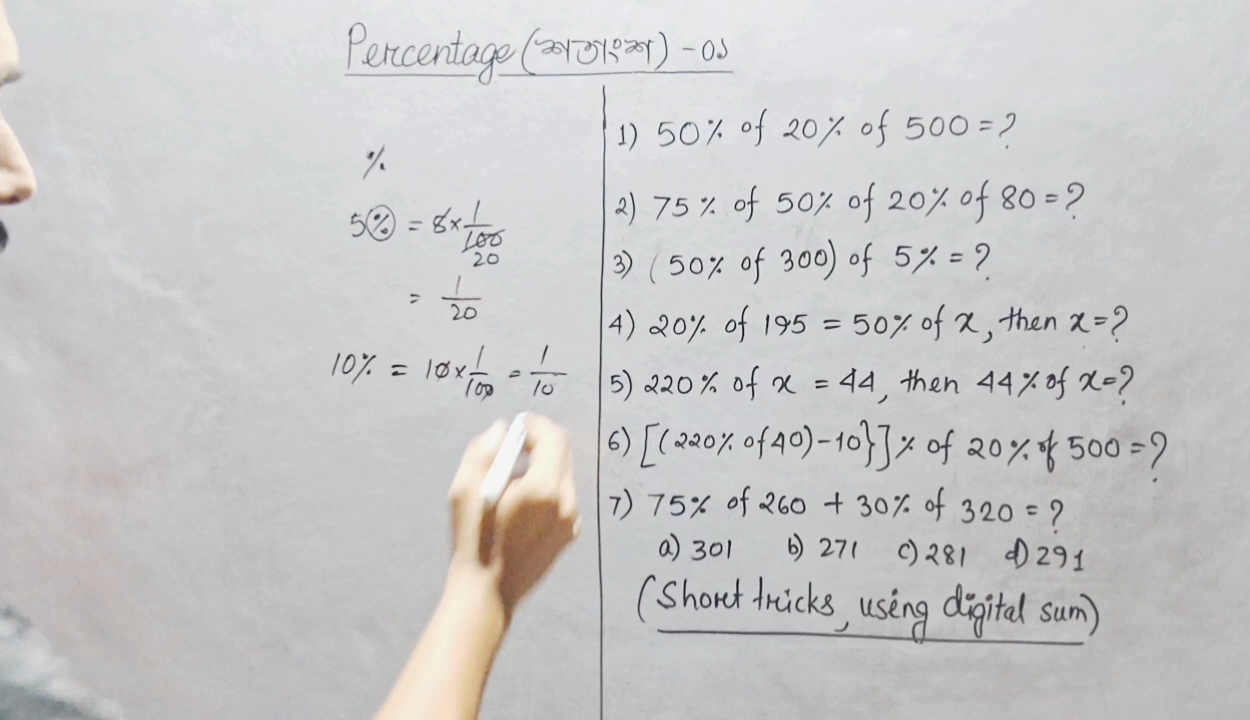 Percentage (শতাংশ) - ০১
%
5% = 5 × 1/100 20
= 1/20
10% = 10 × 1/100 = 1/10
1) 50% of 20% of 500 = ?
2) 75% of 50% of 20% of 80 = ?
3) (50% of 300) of 5% = ?
4) 20% of 195 = 50% of x, then x = ?
5) 220% of x = 44, then 44% of x = ?
6) [(220% of 40) - 10}] % of 20% of 500 = ?
7) 75% of 260 + 30% of 320 = ?
a) 301 b) 271 c) 281 d) 291
(Short tricks, using digital sum)